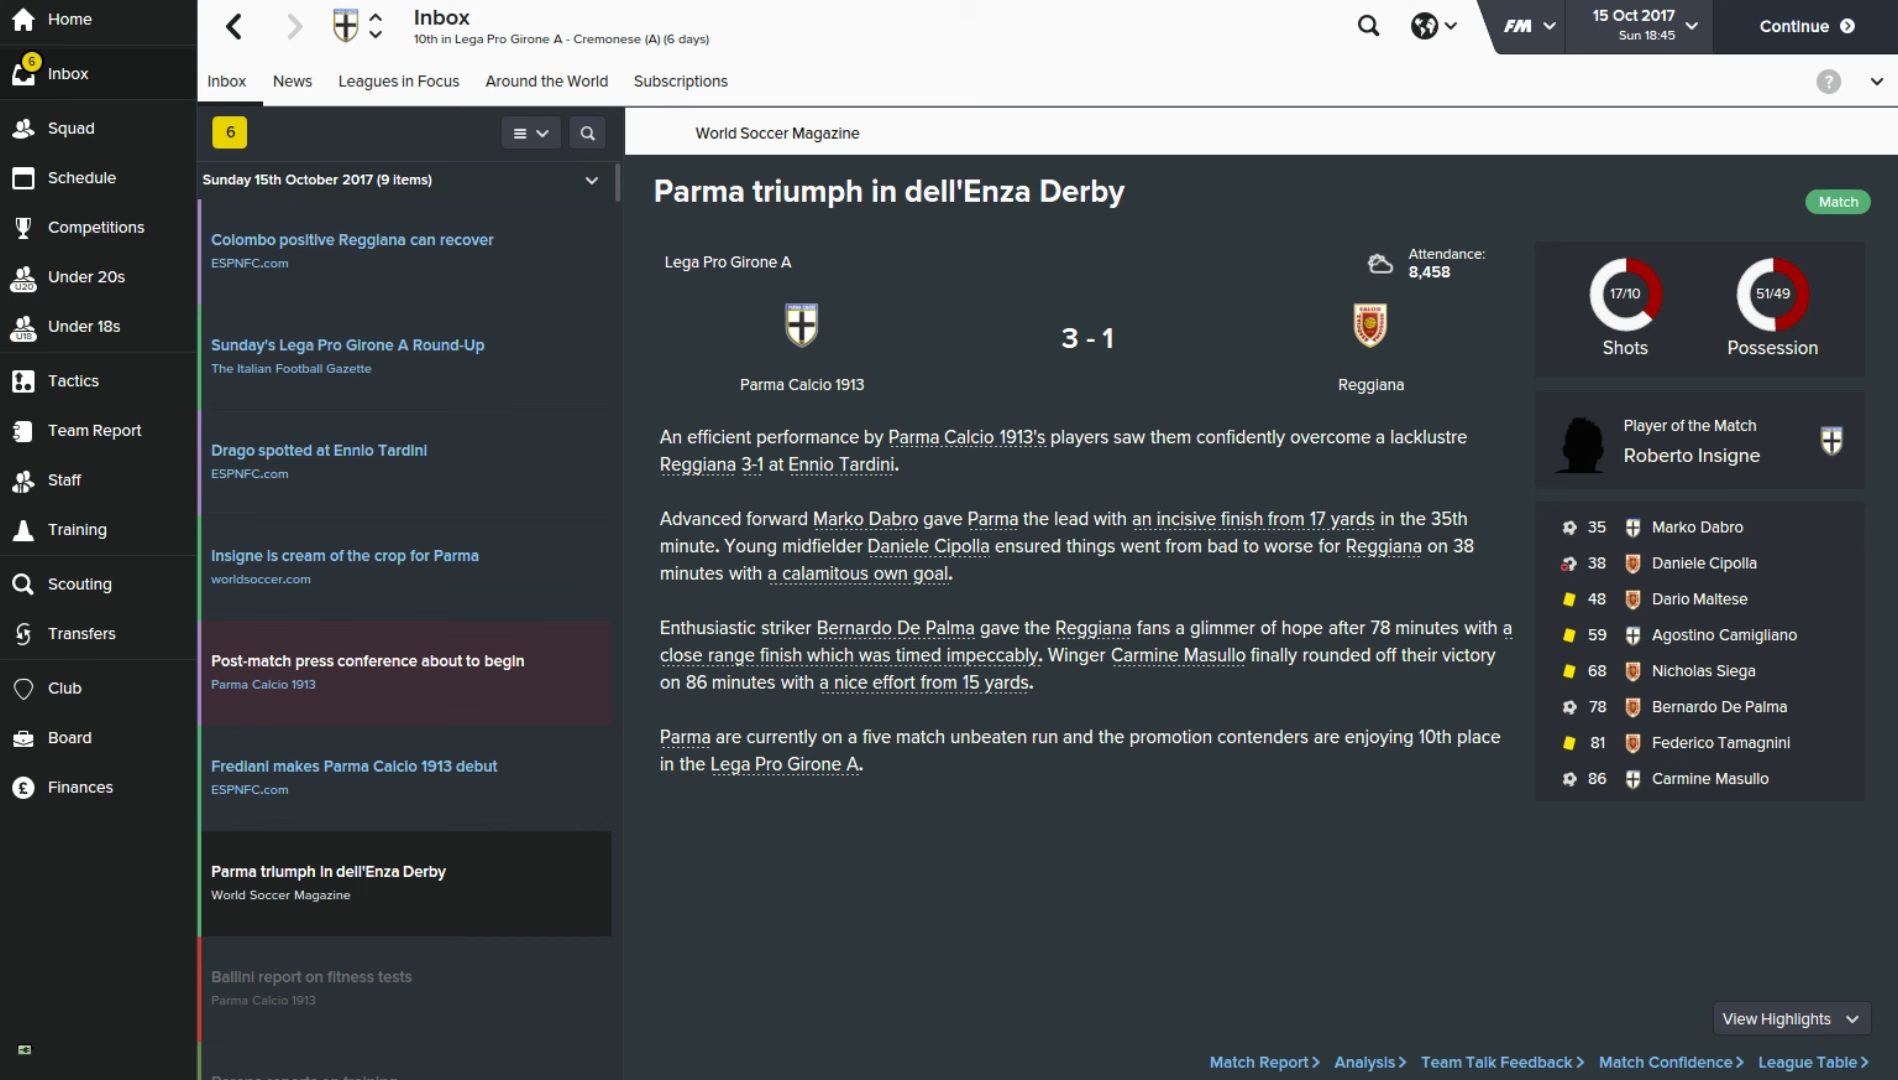 Home
6
Inbox
Squad
Schedule
Competitions
U20
Under 20s
U18
Under 18s
Tactics
Team Report
Staff
Training
Scouting
Transfers
Club
Board
£
Finances
Inbox
10th in Lega Pro Girone A - Cremonese (A) (6 days)
FM
15 Oct 2017
Sun 18:45
Continue
Inbox
News
Leagues in Focus
Around the World
Subscriptions
?
6
Sunday 15th October 2017 (9 items)
Colombo positive Reggiana can recover
ESPNFC.com
Sunday's Lega Pro Girone A Round-Up
The Italian Football Gazette
Drago spotted at Ennio Tardini
ESPNFC.com
Insigne is cream of the crop for Parma
worldsoccer.com
Post-match press conference about to begin
Parma Calcio 1913
Frediani makes Parma Calcio 1913 debut
ESPNFC.com
Parma triumph in dell'Enza Derby
World Soccer Magazine
Ballini report on fitness tests
Parma Calcio 1913
World Soccer Magazine
Parma triumph in dell'Enza Derby
Match
Lega Pro Girone A
Attendance:
8,458
3 - 1
Parma Calcio 1913
Reggiana
An efficient performance by Parma Calcio 1913's players saw them confidently overcome a lacklustre
Reggiana 3-1 at Ennio Tardini.
Advanced forward Marko Dabro gave Parma the lead with an incisive finish from 17 yards in the 35th
minute. Young midfielder Daniele Cipolla ensured things went from bad to worse for Reggiana on 38
minutes with a calamitous own goal.
Enthusiastic striker Bernardo De Palma gave the Reggiana fans a glimmer of hope after 78 minutes with a
close range finish which was timed impeccably. Winger Carmine Masullo finally rounded off their victory
on 86 minutes with a nice effort from 15 yards.
Parma are currently on a five match unbeaten run and the promotion contenders are enjoying 10th place
in the Lega Pro Girone A.
17/10
Shots
51/49
Possession
Player of the Match
Roberto Insigne
35 Marko Dabro
38 Daniele Cipolla
48 Dario Maltese
59 Agostino Camigliano
68 Nicholas Siega
78 Bernardo De Palma
81 Federico Tamagnini
86 Carmine Masullo
View Highlights
Match Report
Analysis
Team Talk Feedback
Match Confidence
League Table